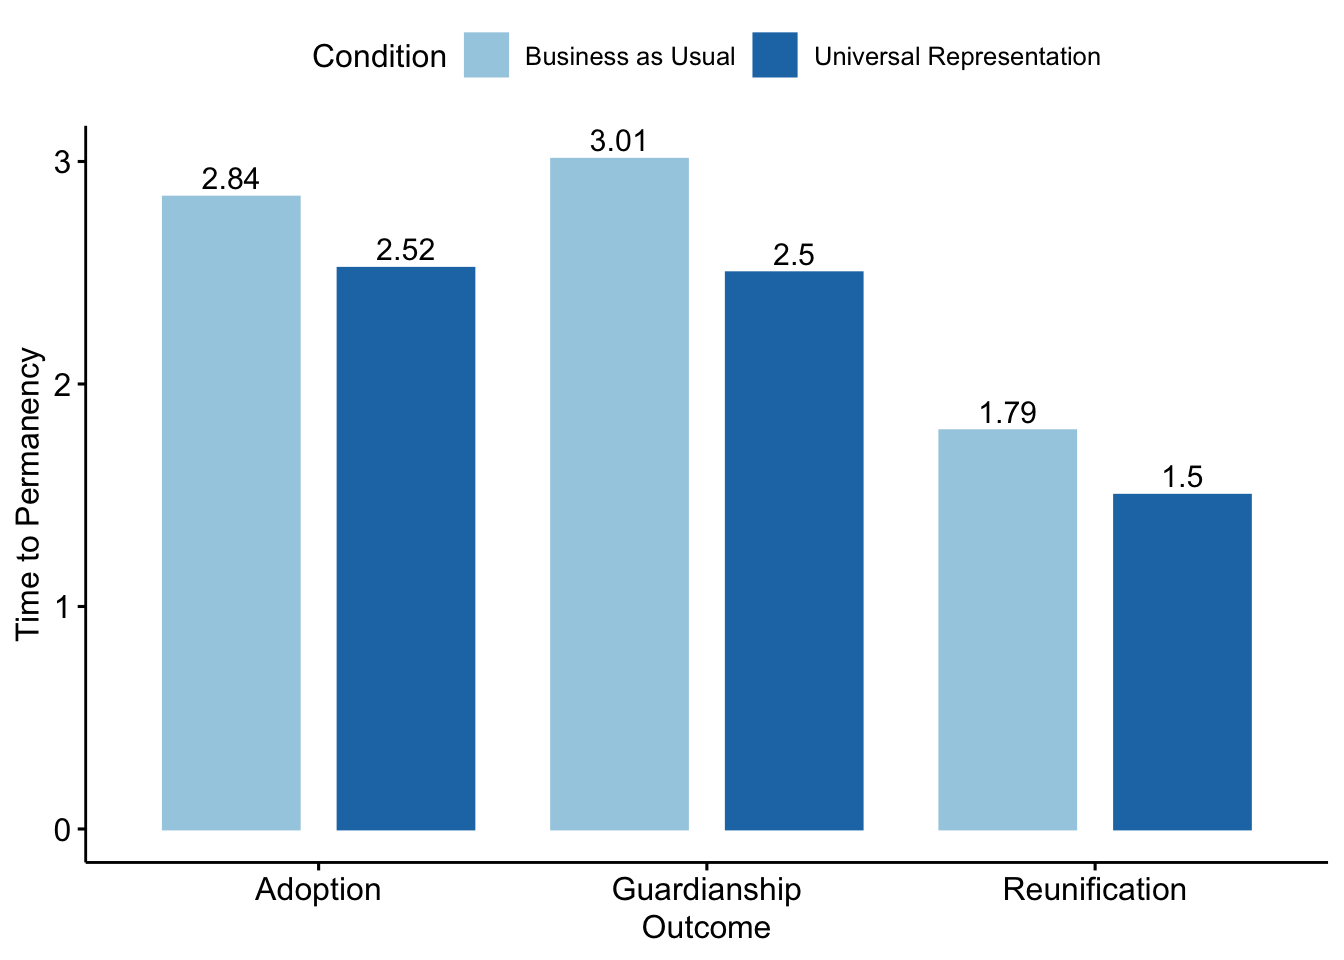 Condition Business as Usual Universal Representation
3.01
2.84
2.52
2.5
1.79
1.5
3
2
1
0
Time to Permanency
Adoption Guardianship Reunification
Outcome